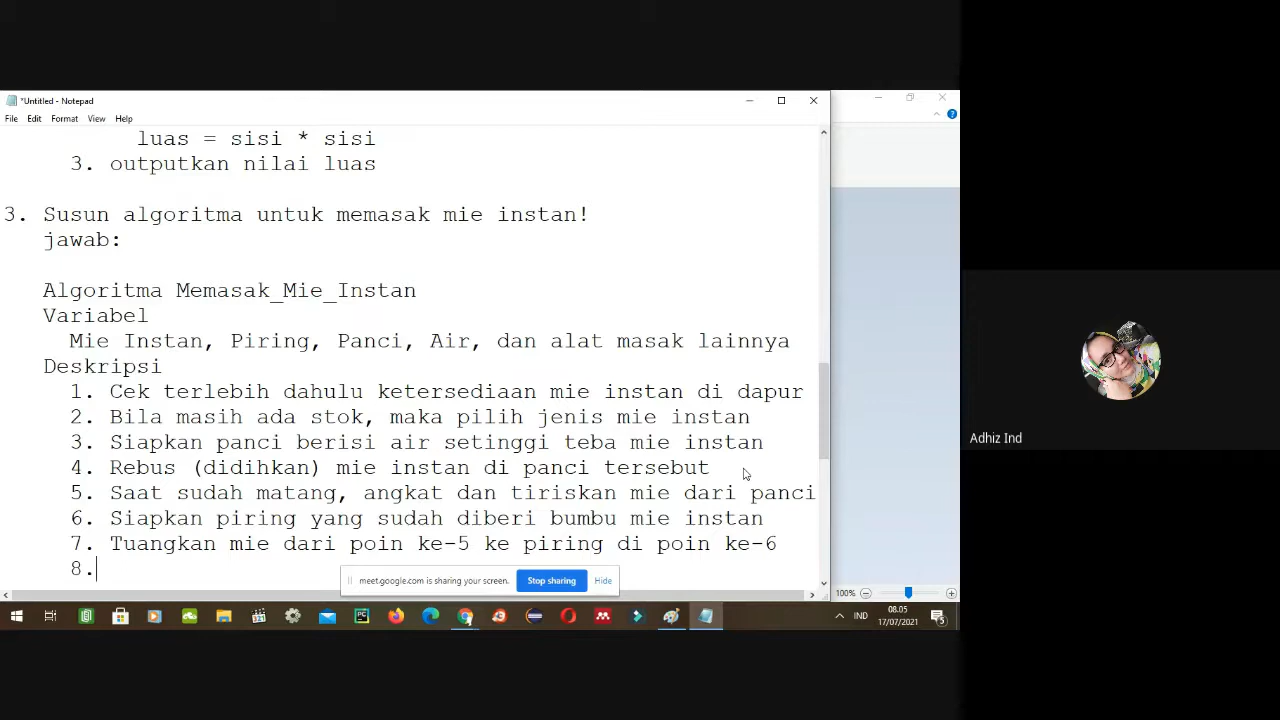 *Untitled - Notepad
File Edit Format View Help
luas = sisi * sisi
3. outputkan nilai luas
3. Susun algoritma untuk memasak mie instan!
jawab:
Algoritma Memasak_Mie_Instan
Variabel
Mie Instan, Piring, Panci, Air, dan alat masak lainnya
Deskripsi
1. Cek terlebih dahulu ketersediaan mie instan di dapur
2. Bila masih ada stok, maka pilih jenis mie instan
3. Siapkan panci berisi air setinggi teba mie instan
4. Rebus (didihkan) mie instan di panci tersebut
5. Saat sudah matang, angkat dan tiriskan mie dari panci
6. Siapkan piring yang sudah diberi bumbu mie instan
7. Tuangkan mie dari poin ke-5 ke piring di poin ke-6
8.
meet.google.com is sharing your screen. Stop sharing Hide
100%
IND
08.05
17/07/2021
5
Adhiz Ind